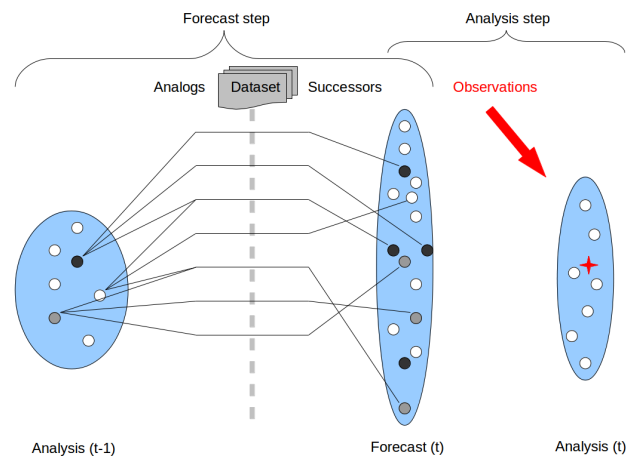 Forecast step
Analysis step
Analogs
Dataset
Successors
Observations
Analysis (t-1)
Forecast (t)
Analysis (t)